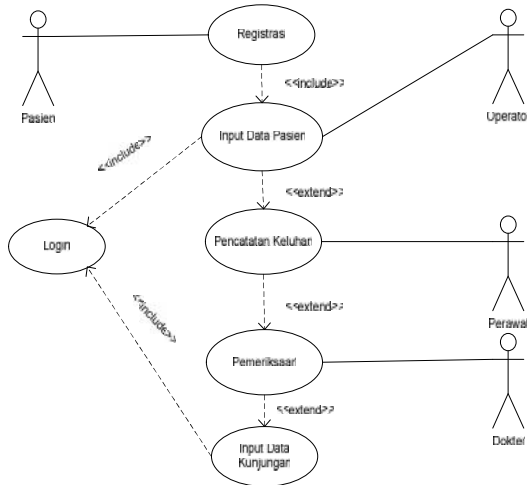 Registrasi
<<include>>
Pasien
Operato
Input Data Pasien
<<include>>
<<extend>>
Login
Pencatatan Keluhan
<<include>>
<<extend>>
Perawat
Pemeriksaan
<<extend>>
Input Data
Kunjungan
Dokter